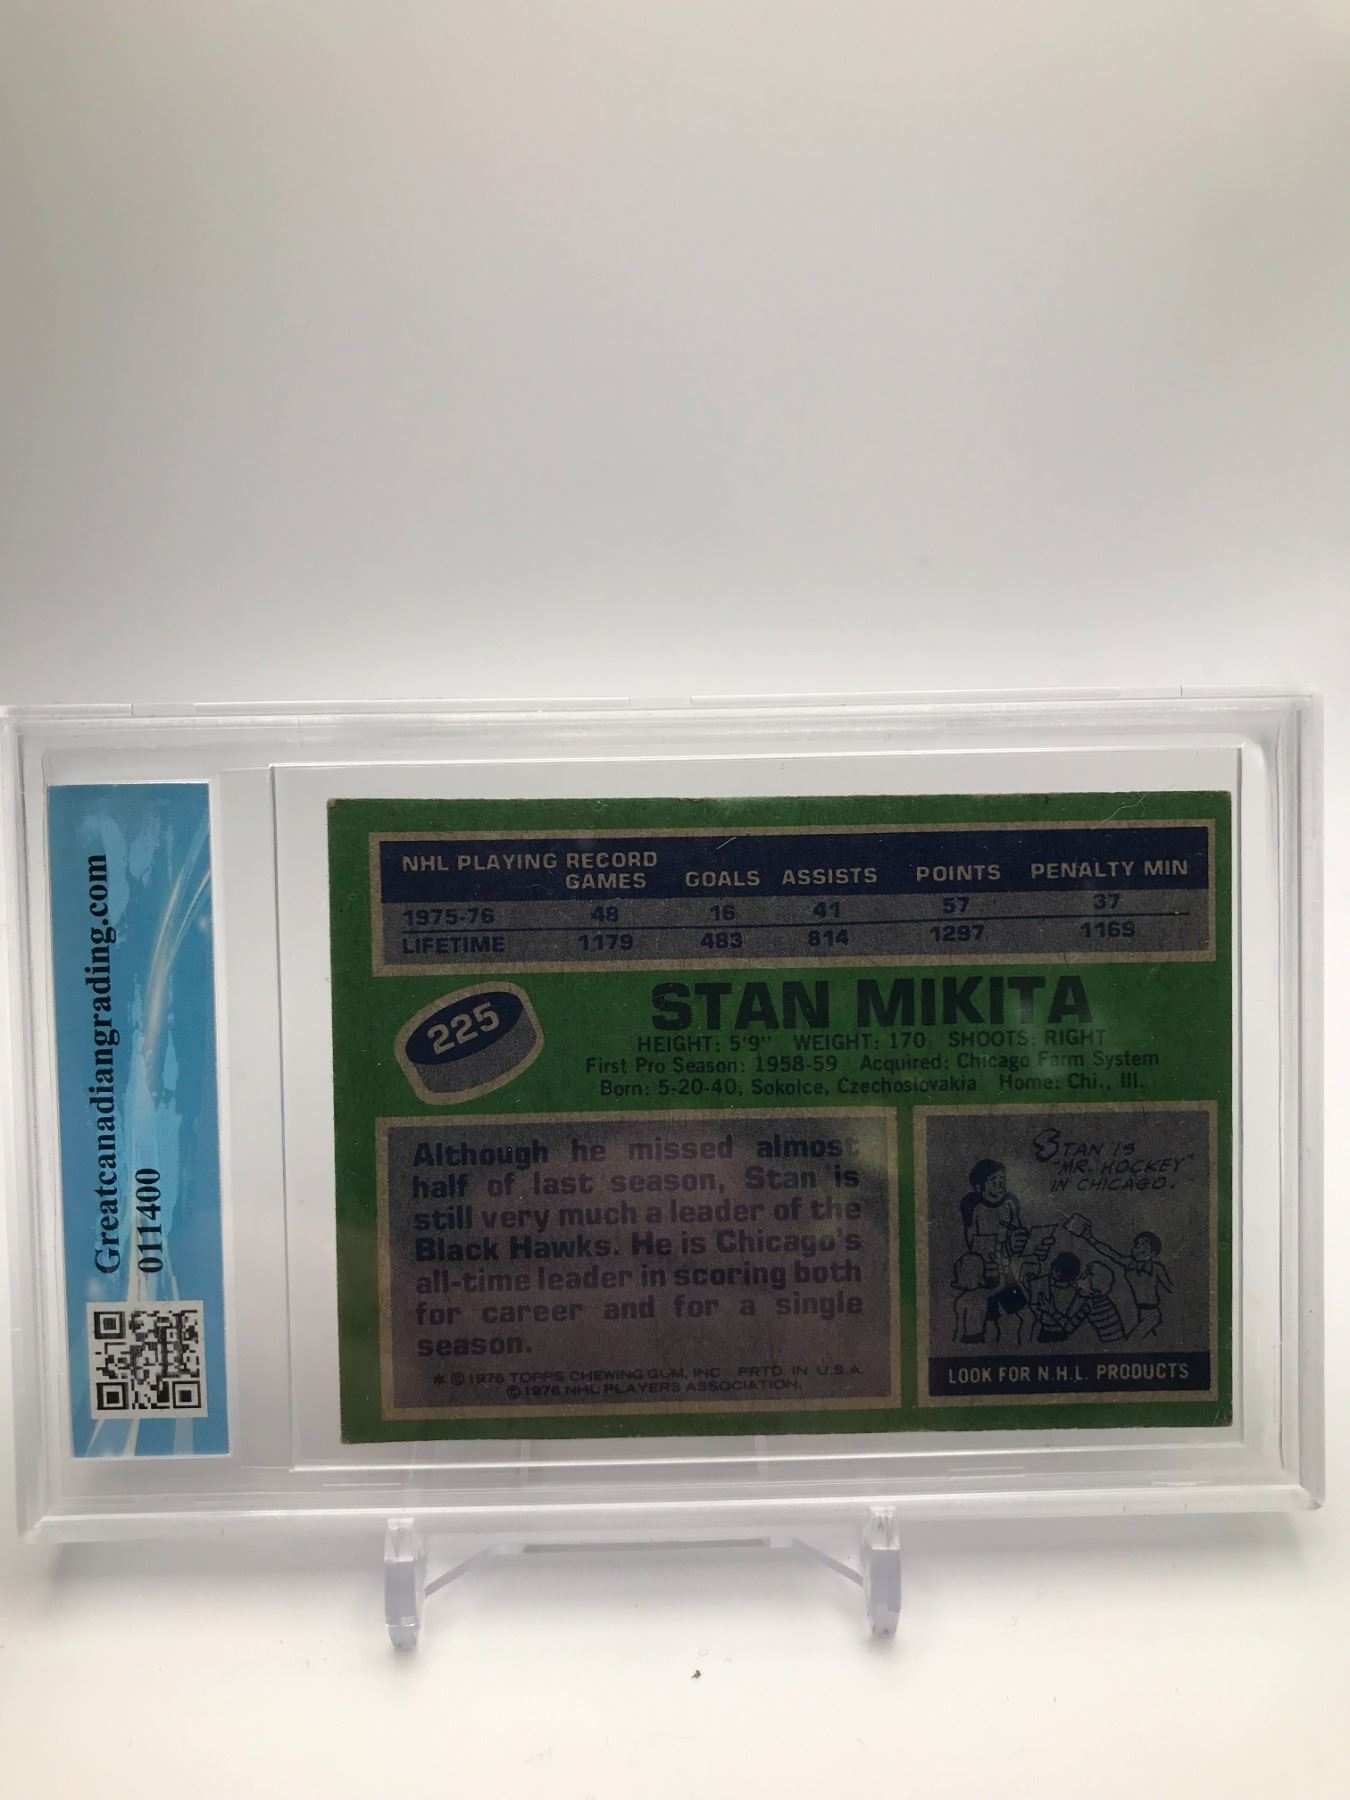 Greatcanadiangrading.com
011400
NHL PLAYING RECORD
GAMES GOALS ASSISTS POINTS PENALTY MIN
1975-76 48 16 41 57 37
LIFETIME 1179 483 814 1297 1169
225
STAN MIKITA
HEIGHT: 5'9" WEIGHT: 170 SHOOTS: RIGHT
First Pro Season: 1958-59 Acquired: Chicago Farm System
Born: 5-20-40, Sokolce, Czechoslovakia Home: Chi., Ill.
Although he missed almost
half of last season, Stan is
still very much a leader of the
Black Hawks. He is Chicago's
all-time leader in scoring both
for career and for a single
season.
* © 1976 TOPPS CHEWING GUM, INC. PRTD. IN U.S.A.
© 1976 NHL PLAYERS ASSOCIATION.
STAN IS
"MR. HOCKEY"
IN CHICAGO.
LOOK FOR N.H.L. PRODUCTS